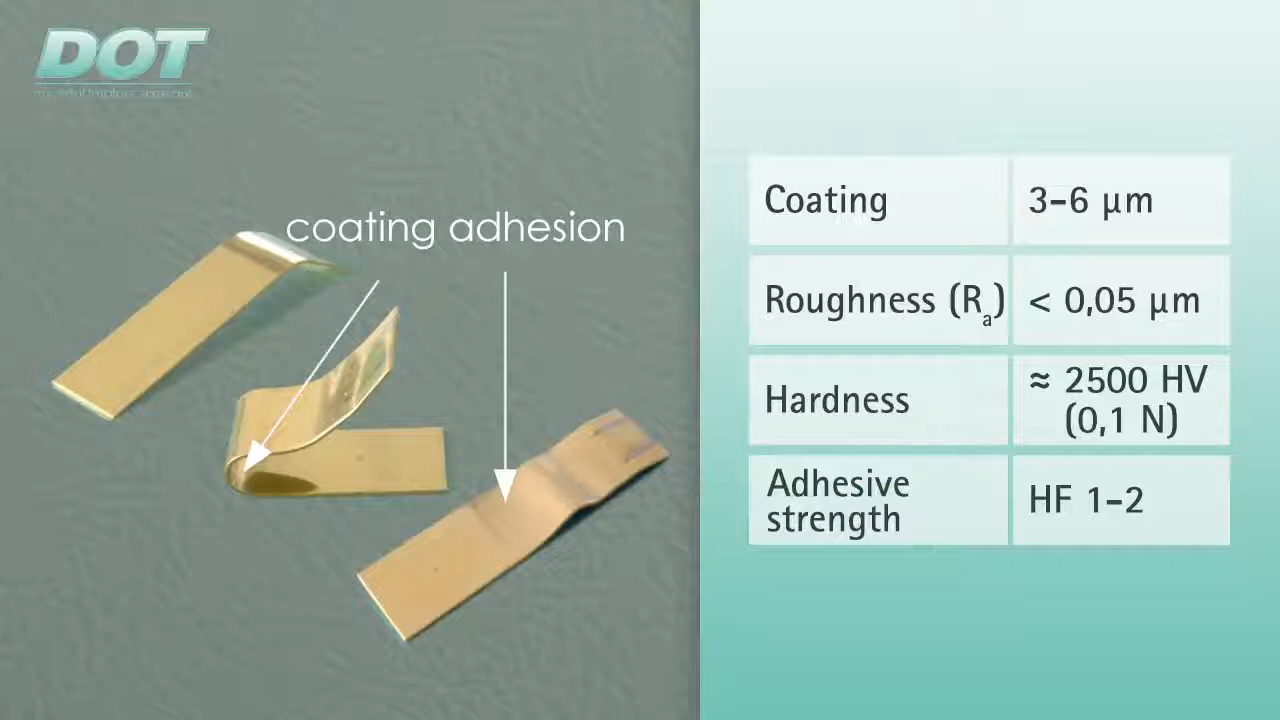 DOT
coating adhesion
Coating 3-6 µm
Roughness (Ra) < 0,05 µm
Hardness ≈ 2500 HV
(0,1 N)
Adhesive
strength HF 1-2